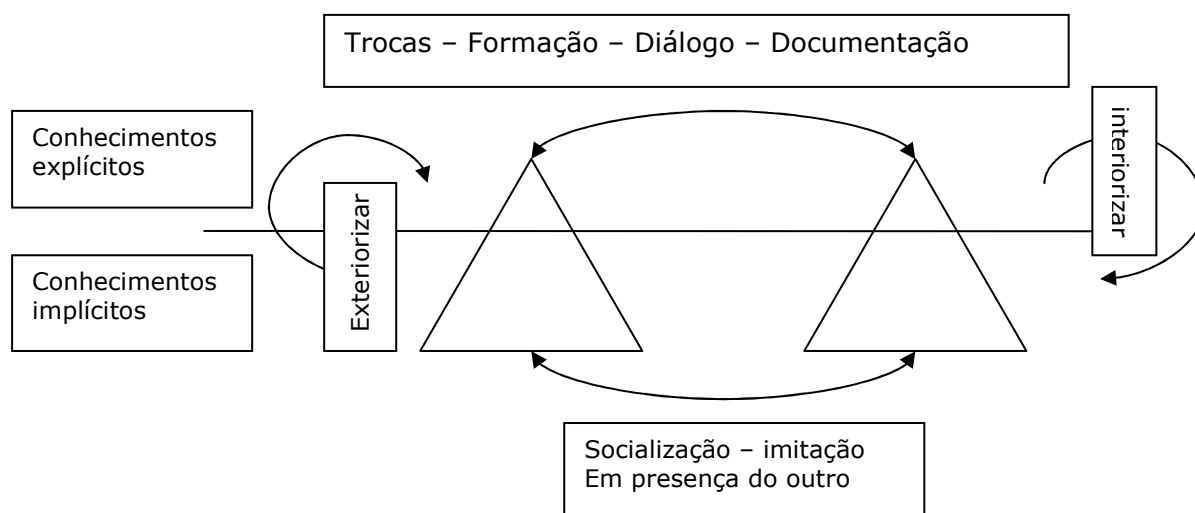 Trocas – Formação – Diálogo – Documentação
interiorizar
Conhecimentos
explícitos
Exteriorizar
Conhecimentos
implícitos
Socialização – imitação
Em presença do outro